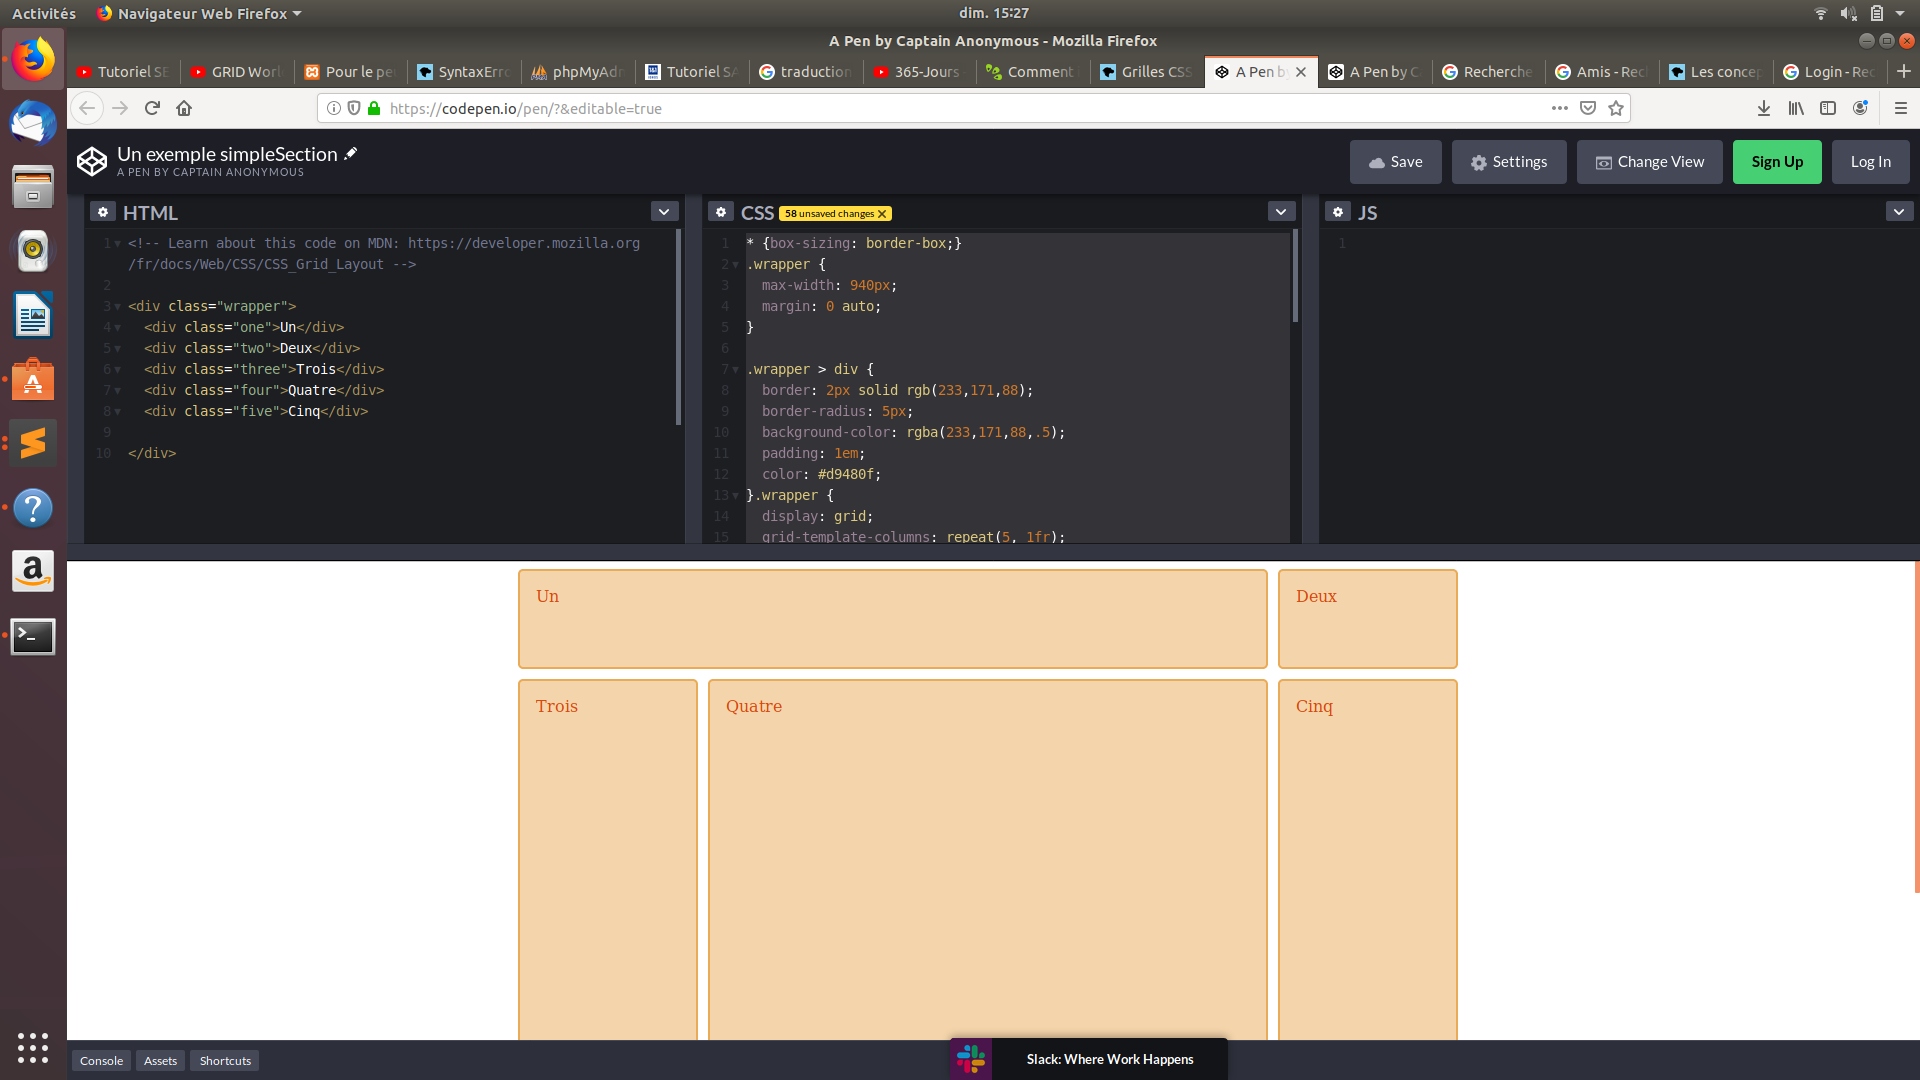 Activités
Navigateur Web Firefox
dim. 15:27
A Pen by Captain Anonymous - Mozilla Firefox
Tutoriel SE
GRID Worl
Pour le pe
SyntaxErro
phpMyAdr
Tutoriel SA
traduction
365-Jours-
Comment
Grilles CSS
A Pen by
A Pen by C
Recherche
Amis - Rec
Les concep
Login - Rec
https://codepen.io/pen/?&editable=true
Un exemple simpleSection
A PEN BY CAPTAIN ANONYMOUS
Save
Settings
Change View
Sign Up
Log In
HTML
1 <!-- Learn about this code on MDN: https://developer.mozilla.org
/fr/docs/Web/CSS/CSS_Grid_Layout -->
2
3 <div class="wrapper">
4 <div class="one">Un</div>
5 <div class="two">Deux</div>
6 <div class="three">Trois</div>
7 <div class="four">Quatre</div>
8 <div class="five">Cinq</div>
9
10 </div>
CSS
58 unsaved changes X
1 * {box-sizing: border-box;}
2 .wrapper {
3 max-width: 940px;
4 margin: 0 auto;
5 }
6
7 .wrapper > div {
8 border: 2px solid rgb(233,171,88);
9 border-radius: 5px;
10 background-color: rgba(233,171,88,.5);
11 padding: 1em;
12 color: #d9480f;
13 }.wrapper {
14 display: grid;
15 grid-template-columns: repeat(5, 1fr);
JS
1
Un
Deux
Trois
Quatre
Cinq
Console
Assets
Shortcuts
Slack: Where Work Happens